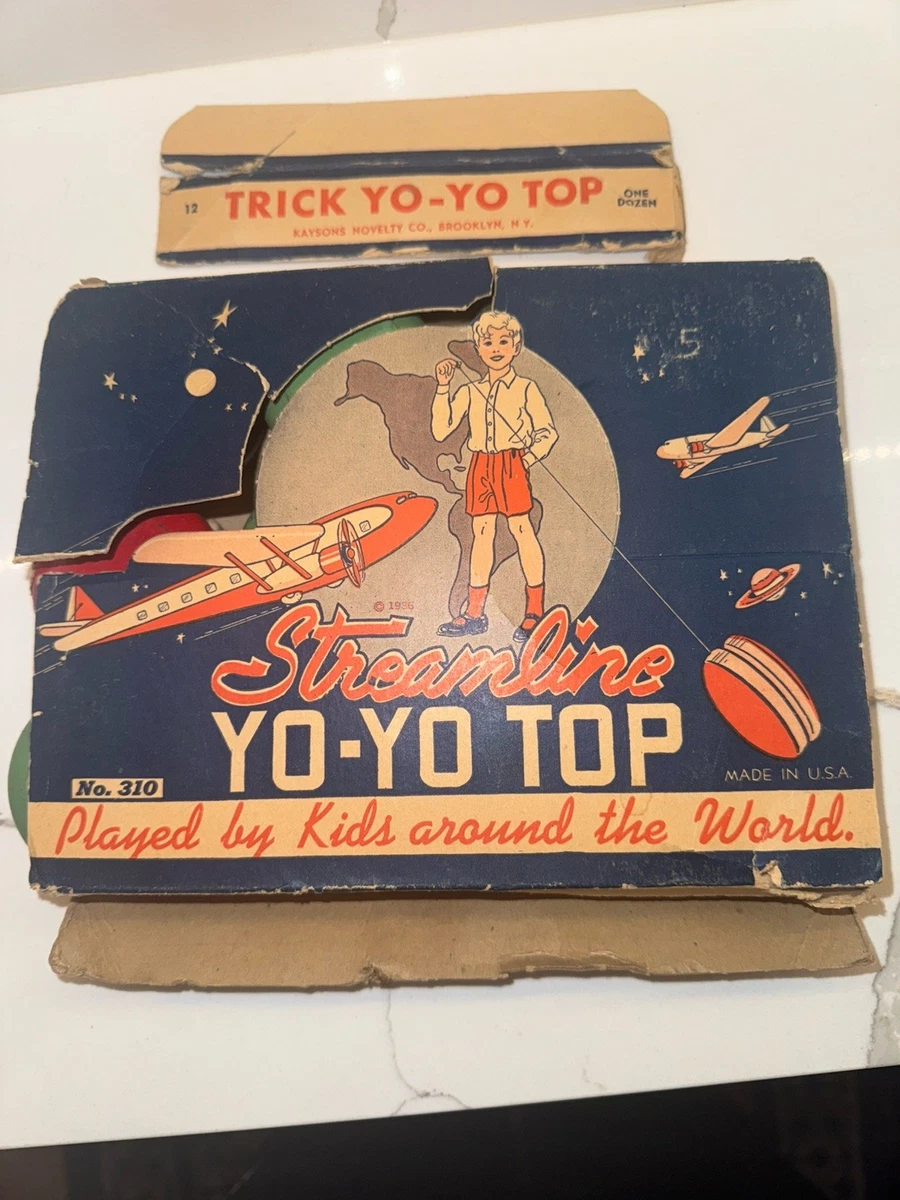 12
TRICK YO-YO TOP
ONE
DOZEN
KAYSONS NOVELTY CO., BROOKLYN, N.Y.
5
© 1936
Streamline
YO-YO TOP
No. 310
MADE IN U.S.A.
Played by Kids around the World.